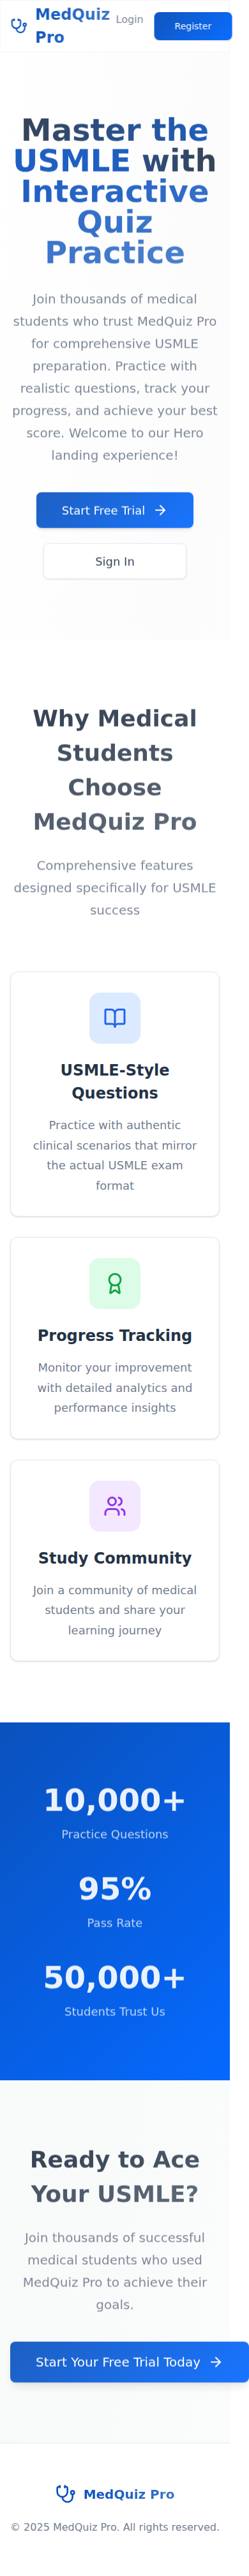 MedQuiz
Pro
Login
Register
Master the
USMLE with
Interactive
Quiz
Practice
Join thousands of medical
students who trust MedQuiz Pro
for comprehensive USMLE
preparation. Practice with
realistic questions, track your
progress, and achieve your best
score. Welcome to our Hero
landing experience!
Start Free Trial
Sign In
Why Medical
Students
Choose
MedQuiz Pro
Comprehensive features
designed specifically for USMLE
success
USMLE-Style
Questions
Practice with authentic
clinical scenarios that mirror
the actual USMLE exam
format
Progress Tracking
Monitor your improvement
with detailed analytics and
performance insights
Study Community
Join a community of medical
students and share your
learning journey
10,000+
Practice Questions
95%
Pass Rate
50,000+
Students Trust Us
Ready to Ace
Your USMLE?
Join thousands of successful
medical students who used
MedQuiz Pro to achieve their
goals.
Start Your Free Trial Today
MedQuiz Pro
© 2025 MedQuiz Pro. All rights reserved.